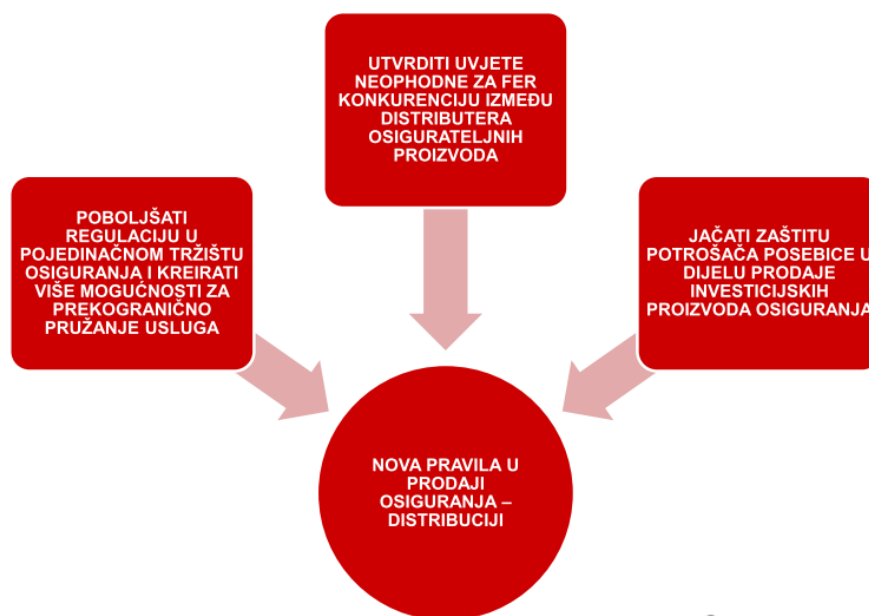 UTVRDITI UVJETE
NEOPHODNE ZA FER
KONKURENCIJU IZMEĐU
DISTRIBUTERA
OSIGURATELJNIH
PROIZVODA
POBOLJŠATI
REGULACIJU U
POJEDINAČNOM TRŽIŠTU
OSIGURANJA I KREIRATI
VIŠE MOGUĆNOSTI ZA
PREKOGRANIČNO
PRUŽANJE USLUGA
JAČATI ZAŠTITU
POTROŠAČA POSEBICE U
DIJELU PRODAJE
INVESTICIJSKIH
PROIZVODA OSIGURANJA
NOVA PRAVILA U
PRODAJI
OSIGURANJA –
DISTRIBUCIJI